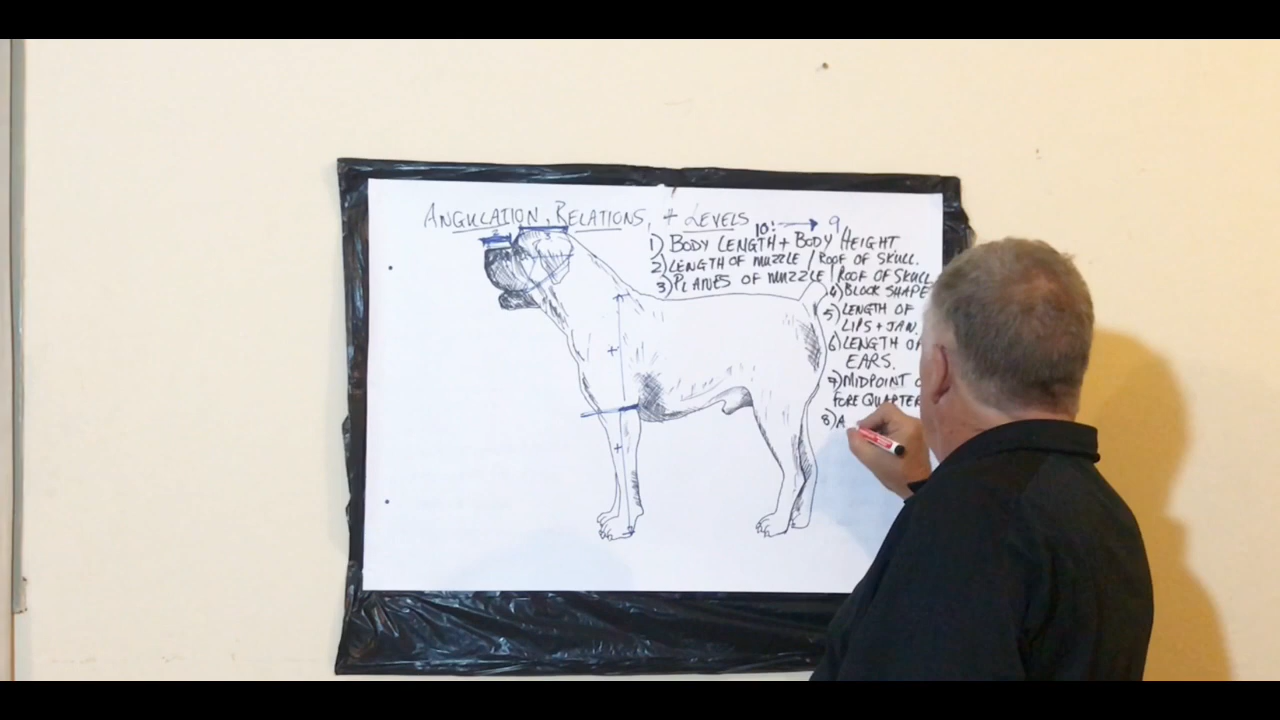 ANGULATION, RELATIONS, + LEVELS
10: → 9
1) BODY LENGTH + BODY HEIGHT
2) LENGTH OF MUZZLE / ROOF OF SKULL.
3) PLANES OF MUZZLE / ROOF OF SKULL
4) BLOCK SHAPE
5) LENGTH OF
LIPS + JAW.
6) LENGTH OF
EARS.
7) MIDPOINT O
FOREQUARTER
8) A